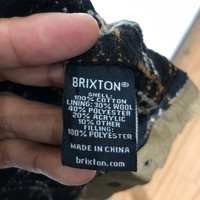 BRIXTON®
SHELL:
100% COTTON
LINING: 30% WOOL
40% POLYESTER
20% ACRYLIC
10% OTHER
FILLING:
100% POLYESTER
MADE IN CHINA
brixton.com